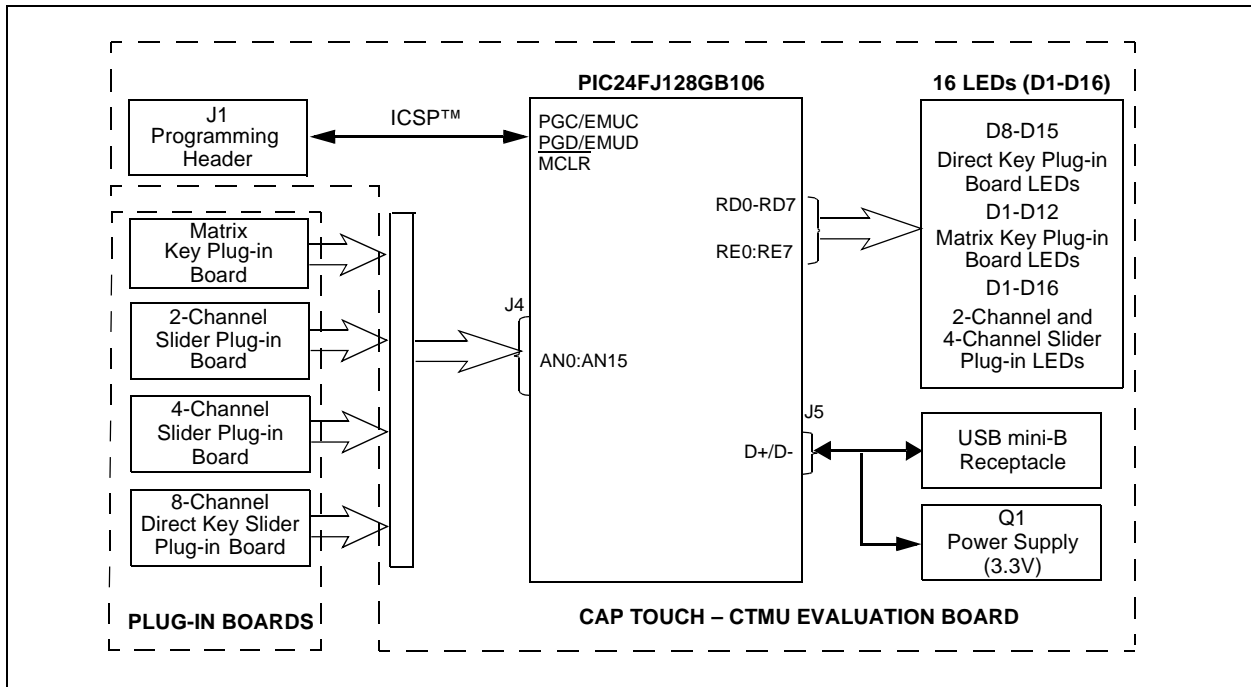 PIC24FJ128GB106
16 LEDs (D1-D16)
J1
Programming
Header
ICSP™
PGC/EMUC
PGD/EMUD
MCLR
D8-D15
Direct Key Plug-in
Board LEDs
D1-D12
Matrix Key Plug-in
Board LEDs
D1-D16
2-Channel and
4-Channel Slider
Plug-in LEDs
RD0-RD7
RE0:RE7
Matrix
Key Plug-in
Board
2-Channel
Slider Plug-in
Board
4-Channel
Slider Plug-in
Board
8-Channel
Direct Key Slider
Plug-in Board
J4
AN0:AN15
J5
D+/D-
USB mini-B
Receptacle
Q1
Power Supply
(3.3V)
PLUG-IN BOARDS
CAP TOUCH – CTMU EVALUATION BOARD